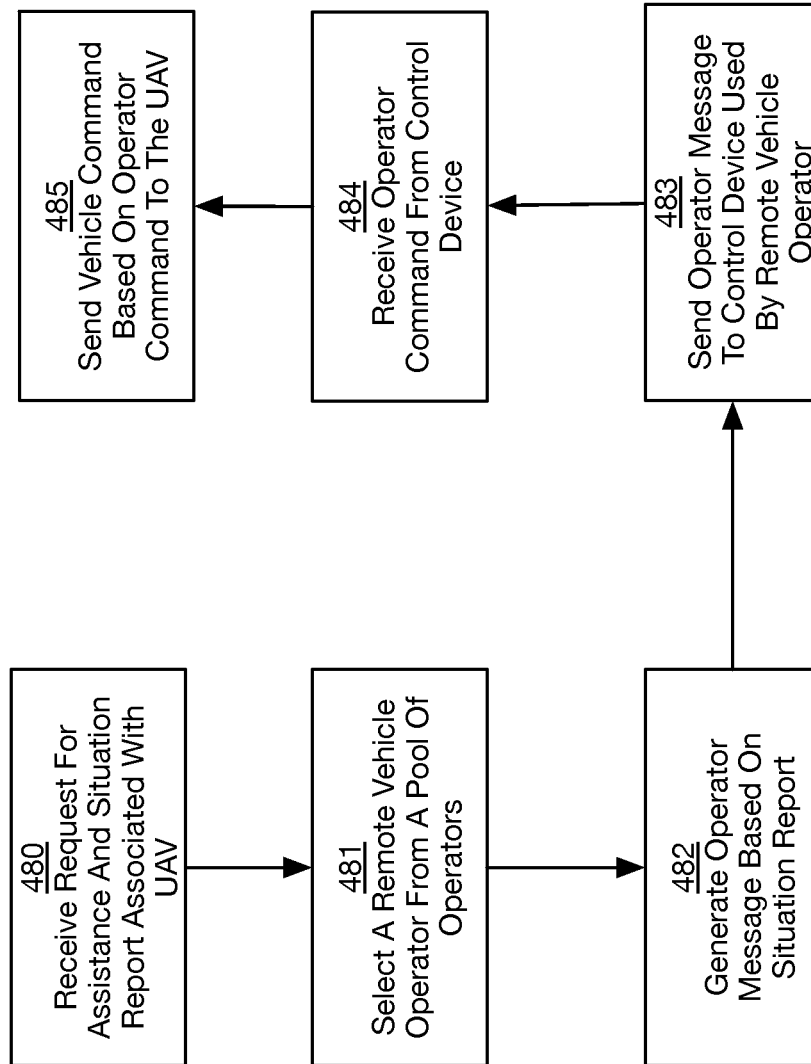 480
Receive Request For
Assistance And Situation
Report Associated With
UAV
481
Select A Remote Vehicle
Operator From A Pool Of
Operators
482
Generate Operator
Message Based On
Situation Report
483
Send Operator Message
To Control Device Used
By Remote Vehicle
Operator
484
Receive Operator
Command From Control
Device
485
Send Vehicle Command
Based On Operator
Command To The UAV